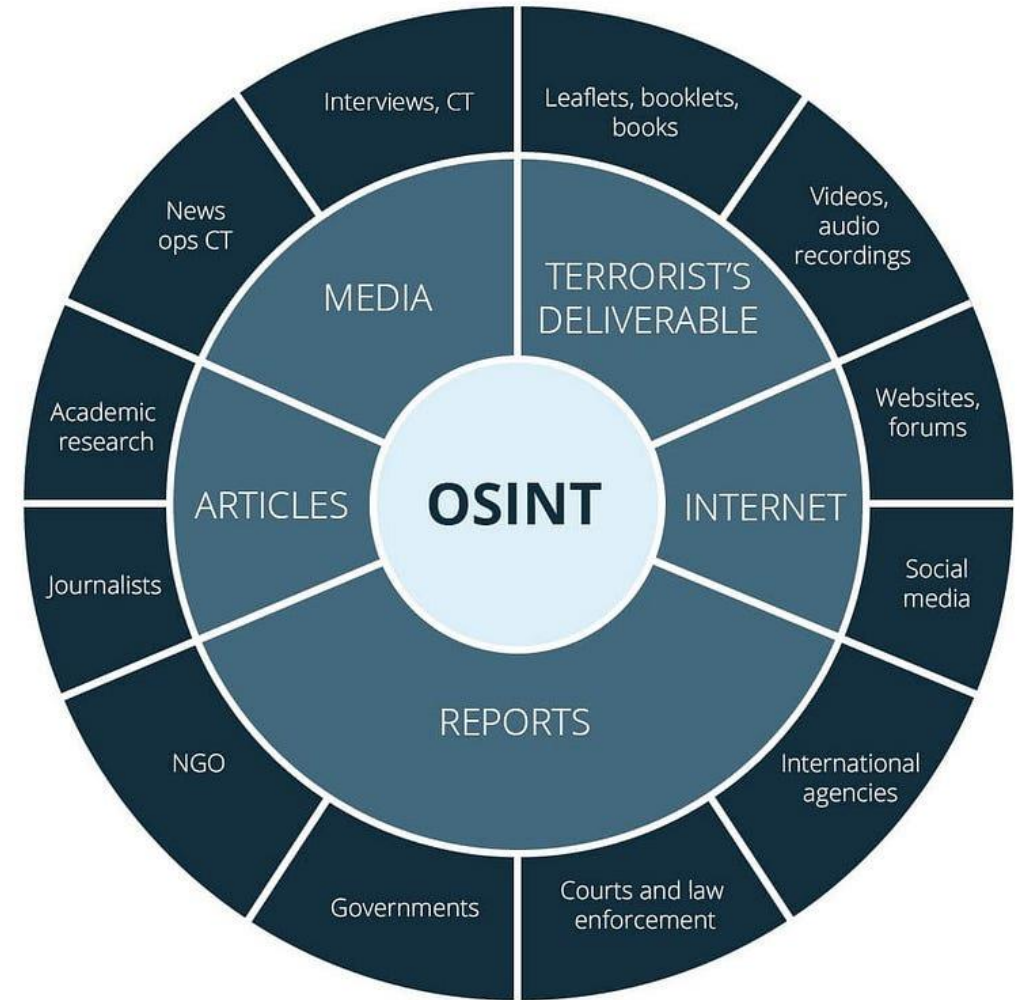 Interviews, CT
Leaflets, booklets,
books
News
ops CT
Videos,
audio
recordings
MEDIA
TERRORIST'S
DELIVERABLE
Academic
research
Websites,
forums
ARTICLES
OSINT
INTERNET
Journalists
Social
media
REPORTS
NGO
International
agencies
Governments
Courts and law
enforcement